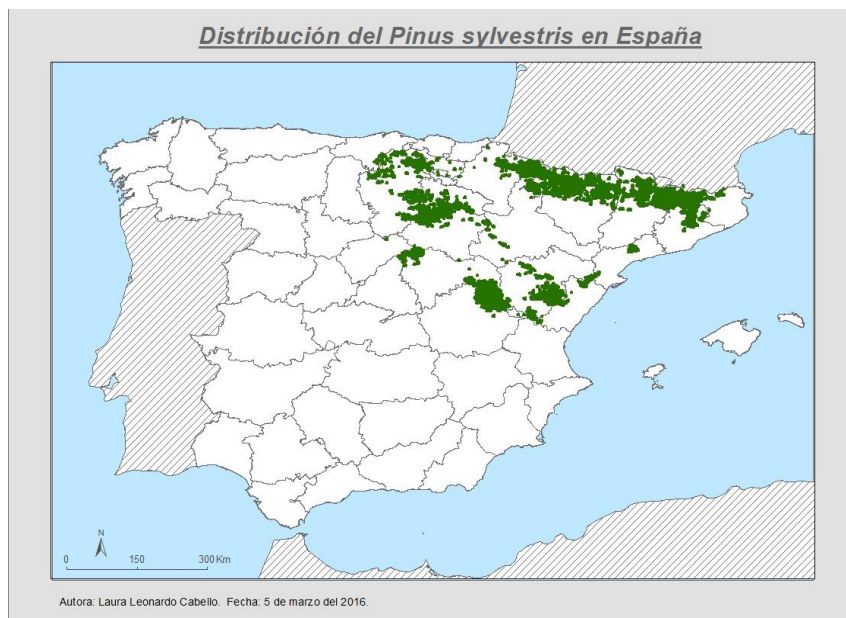 Distribución del Pinus sylvestris en España
N
0 150 300 Km
Autora: Laura Leonardo Cabello. Fecha: 5 de marzo del 2016.